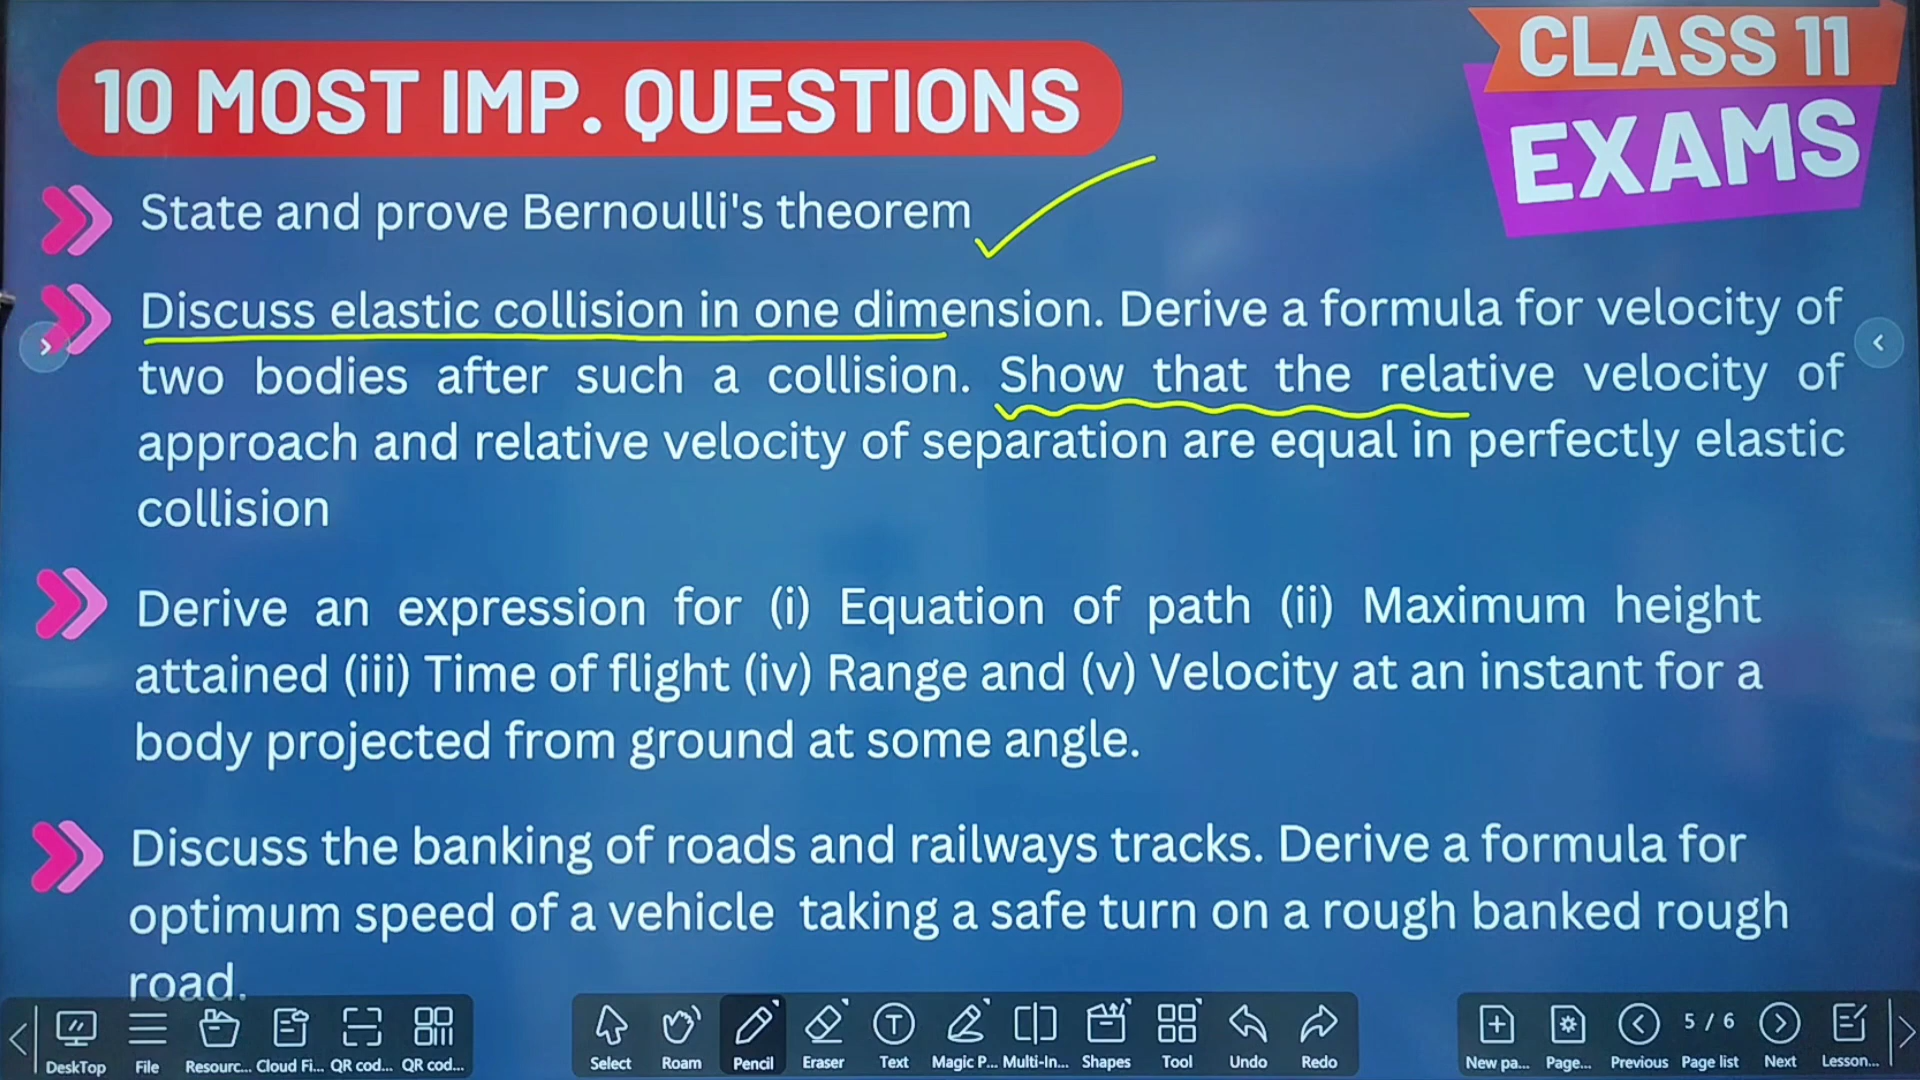 10 MOST IMP. QUESTIONS
CLASS 11
EXAMS
State and prove Bernoulli's theorem
Discuss elastic collision in one dimension. Derive a formula for velocity of
two bodies after such a collision. Show that the relative velocity of
approach and relative velocity of separation are equal in perfectly elastic
collision
Derive an expression for (i) Equation of path (ii) Maximum height
attained (iii) Time of flight (iv) Range and (v) Velocity at an instant for a
body projected from ground at some angle.
Discuss the banking of roads and railways tracks. Derive a formula for
optimum speed of a vehicle taking a safe turn on a rough banked rough
road.
DeskTop File Resourc... Cloud Fi... QR cod... QR cod... Select Roam Pencil Eraser Text Magic P... Multi-In... Shapes Tool Undo Redo New pa... Page... Previous 5 / 6 Page list Next Lesson...